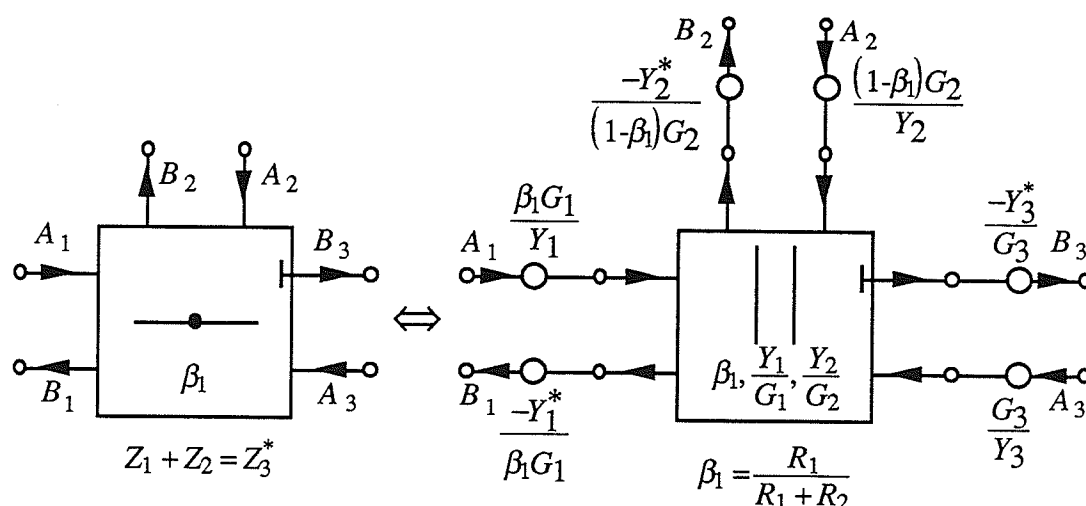 B₂
A₂
−Y₂* / (1-β₁)G₂
(1-β₁)G₂ / Y₂
B₂
A₂
A₁
B₃
β₁
B₁
A₃
Z₁ + Z₂ = Z₃*
⇔
A₁
β₁G₁ / Y₁
−Y₃* / G₃
B₃
β₁, Y₁/G₁, Y₂/G₂
B₁
−Y₁* / β₁G₁
G₃ / Y₃
A₃
β₁ = R₁ / (R₁ + R₂)